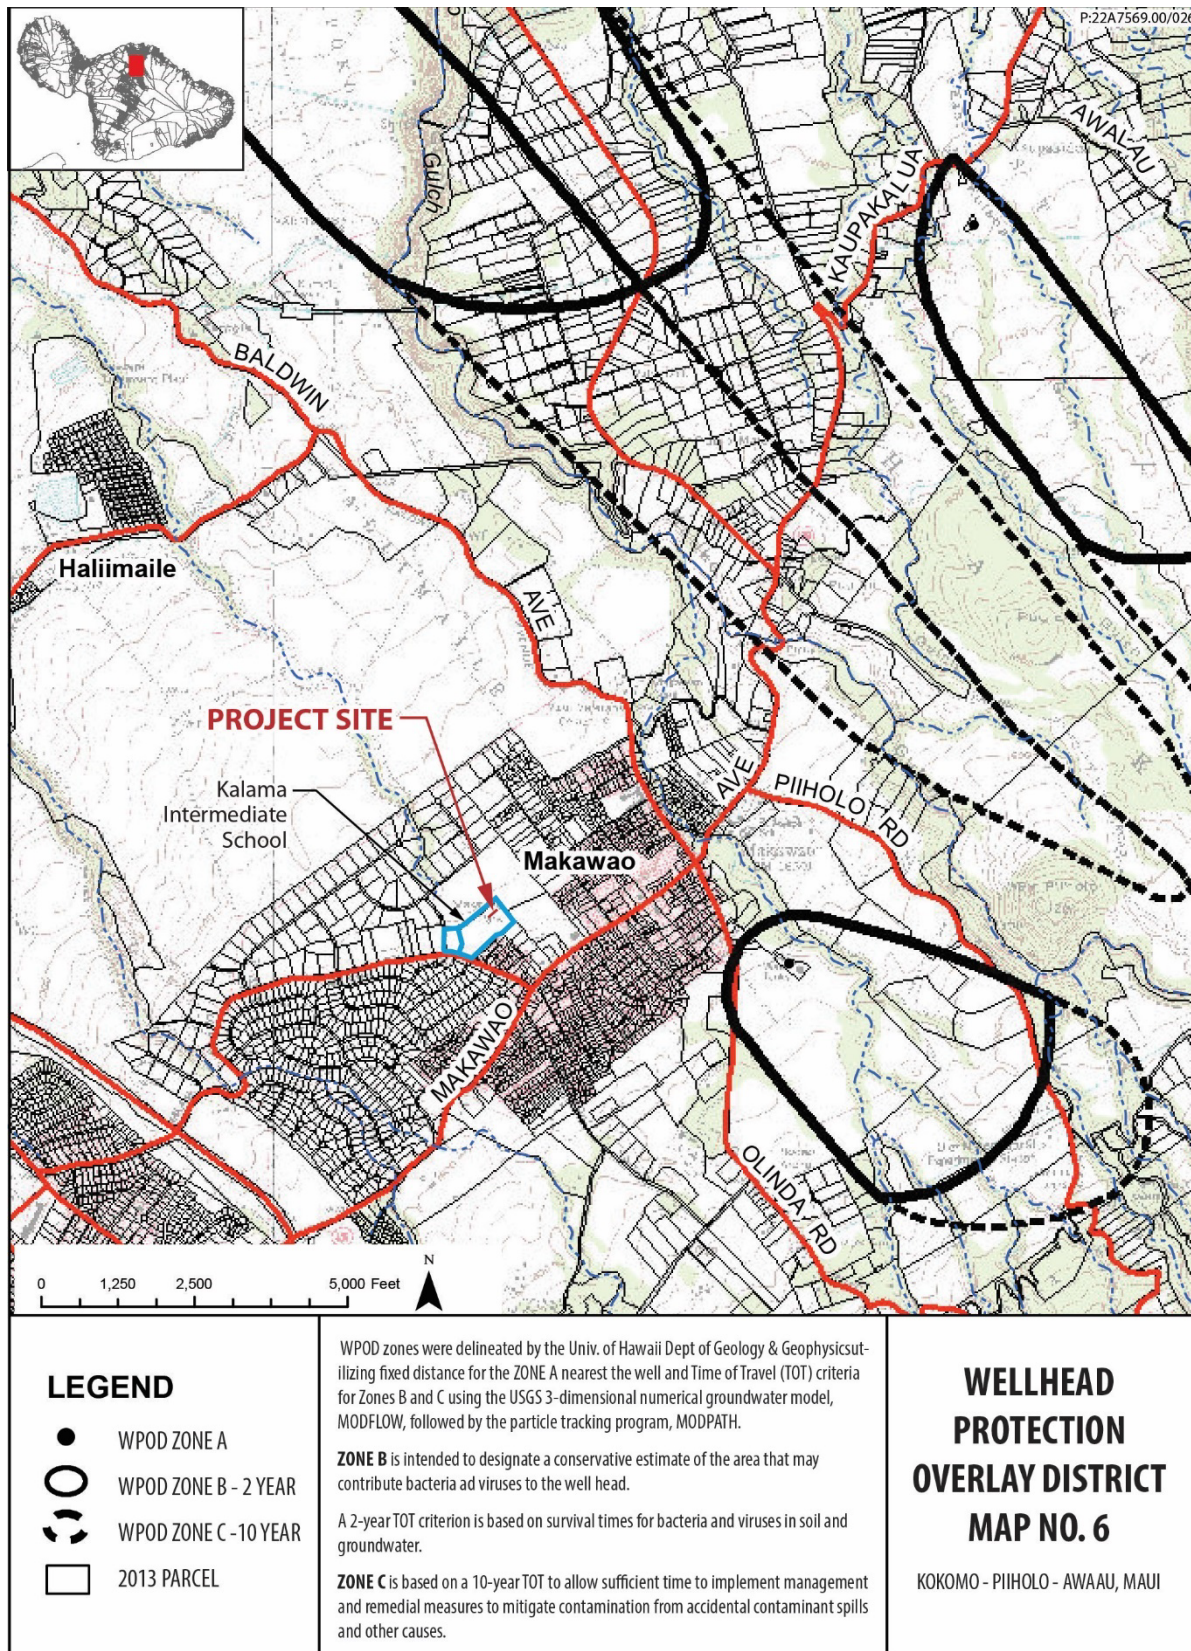 P:22A7569.00/026
AWALAU
Gulch
KAUPAKALUA
BALDWIN
Haliimaile
AVE
PROJECT SITE
Kalama
Intermediate
School
AVE
PIIHOLO RD
Makawao
MAKAWAO
OLINDA RD
N
0 1,250 2,500 5,000 Feet
LEGEND
WPOD ZONE A
WPOD ZONE B - 2 YEAR
WPOD ZONE C -10 YEAR
2013 PARCEL
WPOD zones were delineated by the Univ. of Hawaii Dept of Geology & Geophysicsut-
ilizing fixed distance for the ZONE A nearest the well and Time of Travel (TOT) criteria
for Zones B and C using the USGS 3-dimensional numerical groundwater model,
MODFLOW, followed by the particle tracking program, MODPATH.
ZONE B is intended to designate a conservative estimate of the area that may
contribute bacteria ad viruses to the well head.
A 2-year TOT criterion is based on survival times for bacteria and viruses in soil and
groundwater.
ZONE C is based on a 10-year TOT to allow sufficient time to implement management
and remedial measures to mitigate contamination from accidental contaminant spills
and other causes.
WELLHEAD
PROTECTION
OVERLAY DISTRICT
MAP NO. 6
KOKOMO - PIIHOLO - AWAAU, MAUI